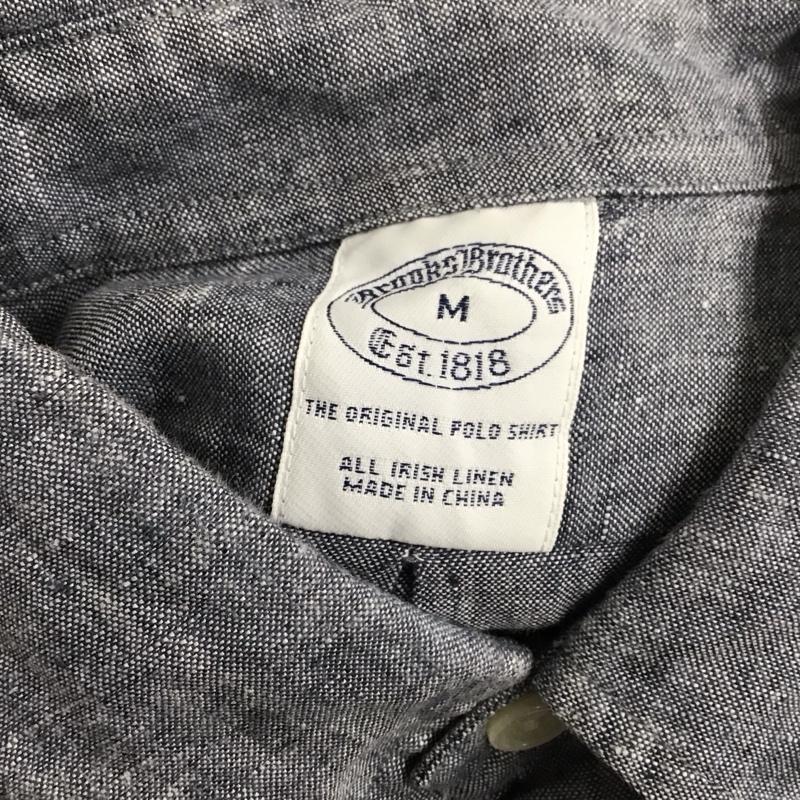 Brooks Brothers
M
Est. 1818
THE ORIGINAL POLO SHIRT
ALL IRISH LINEN
MADE IN CHINA